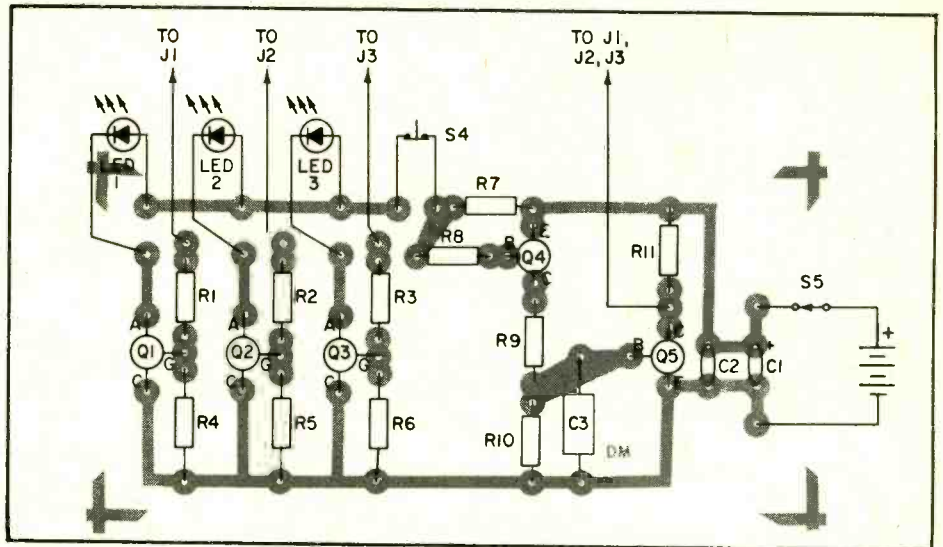 TO J1
TO J2
TO J3
TO J1, J2, J3
LED 1
LED 2
LED 3
S4
R7
R8
B
E
Q4
C
R11
S5
R1
R2
R3
R9
A
A
A
Q1
G
Q2
G
Q3
G
C
C
C
B
C
Q5
E
C2
+
C1
+
R4
R5
R6
R10
C3
DM